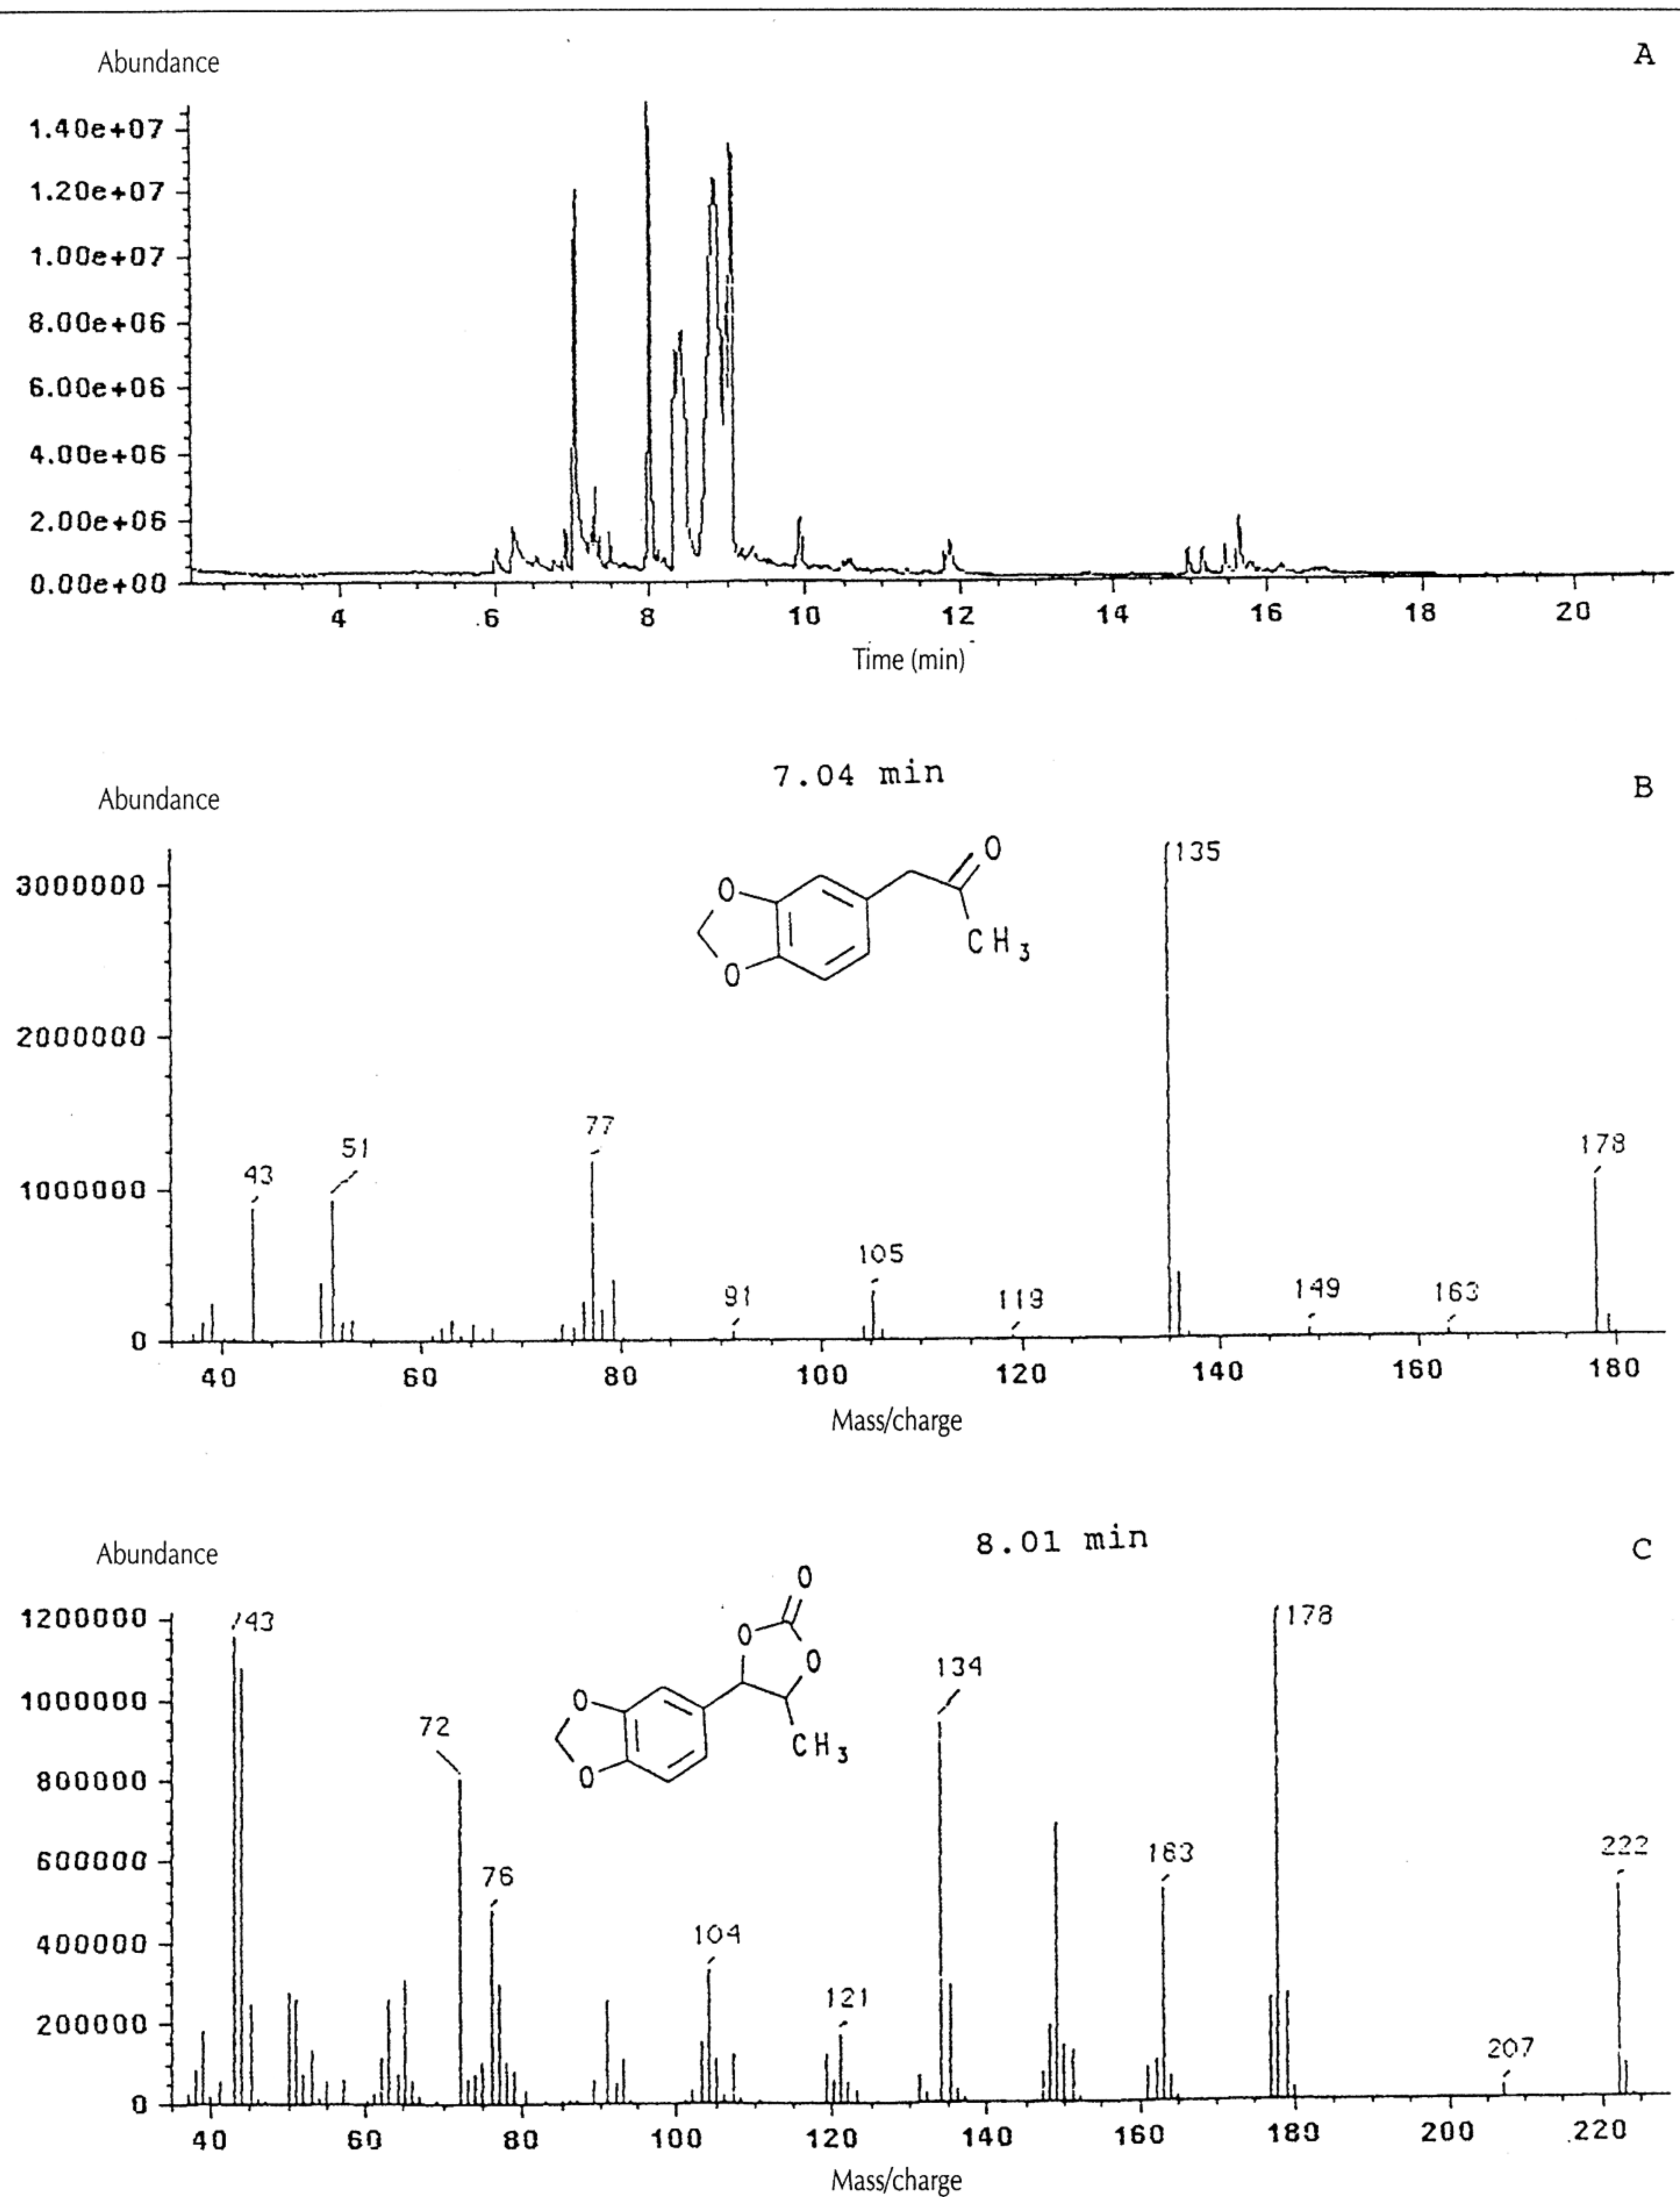 Abundance
A
1.40e+07
1.20e+07
1.00e+07
8.00e+06
6.00e+06
4.00e+06
2.00e+06
0.00e+00
4 6 8 10 12 14 16 18 20
Time (min)
7.04 min
Abundance
B
3000000
2000000
1000000
0
O
O
O
CH3
43
51
77
91
105
119
135
149
163
178
40 60 80 100 120 140 160 180
Mass/charge
8.01 min
Abundance
C
1200000
1000000
800000
600000
400000
200000
0
O
O
O
O
O
CH3
43
72
76
104
121
134
163
178
207
222
40 60 80 100 120 140 160 180 200 220
Mass/charge